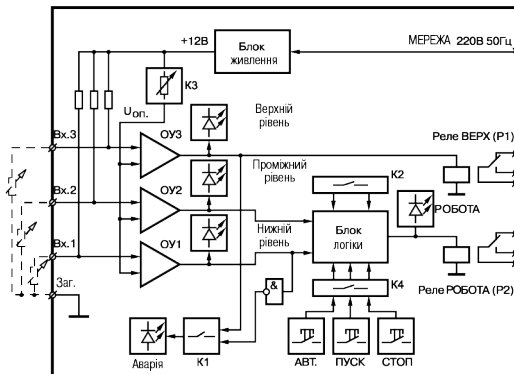 +12В
Блок
живлення
МЕРЕЖА 220В 50Гц
К3
Uоп.
Верхній
рівень
Вх.3
ОУ3
Реле ВЕРХ (Р1)
Проміжний
рівень
К2
Вх.2
ОУ2
РОБОТА
Нижній
рівень
Блок
логіки
Вх.1
ОУ1
Заг.
&
К4
Реле РОБОТА (Р2)
Аварія
К1
АВТ.
ПУСК
СТОП